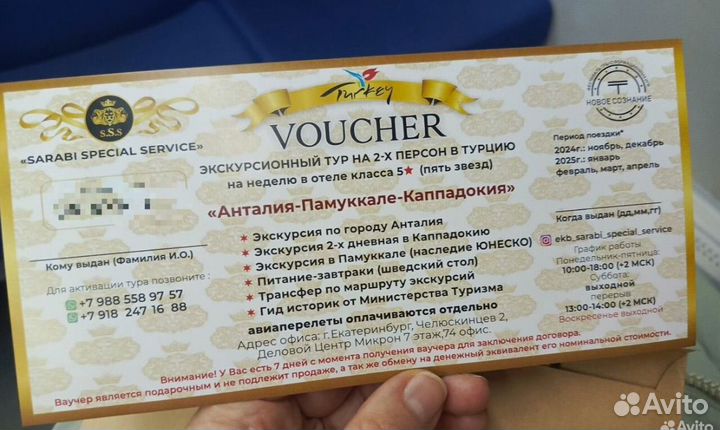 Turkey
VOUCHER
S.S.S
«SARABI SPECIAL SERVICE»
Кому выдан (Фамилия И.О.)
Для активации тура позвоните :
+7 988 558 97 57
+7 918 247 16 88
ЭКСКУРСИОННЫЙ ТУР НА 2-Х ПЕРСОН В ТУРЦИЮ
на неделю в отеле класса 5★ (пять звезд)
«Анталия-Памуккале-Каппадокия»
Экскурсия по городу Анталия
Экскурсия 2-х дневная в Каппадокию
Экскурсия в Памуккале (наследие ЮНЕСКО)
Питание-завтраки (шведский стол)
Трансфер по маршруту экскурсий
Гид историк от Министерства Туризма
авиаперелеты оплачиваются отдельно
Адрес офиса: г.Екатеринбург, Челюскинцев 2,
Деловой Центр Микрон 7 этаж,74 офис.
НОВОЕ СОЗНАНИЕ
Период поездки*
2024г.: ноябрь, декабрь
2025г.: январь
февраль, март, апрель
Когда выдан (дд,мм,гг)
ekb_sarabi_special_service
График работы
Понедельник-пятница:
10:00-18:00 (+2 МСК)
Суббота:
выходной
перерыв
13:00-14:00 (+2 МСК)
Воскресенье выходной
Внимание! У Вас есть 7 дней с момента получения ваучера для заключения договора.
Ваучер является подарочным и не подлежит продаже, а так же обмену на денежный эквивалент его номинальной стоимости.
Avito
Avito